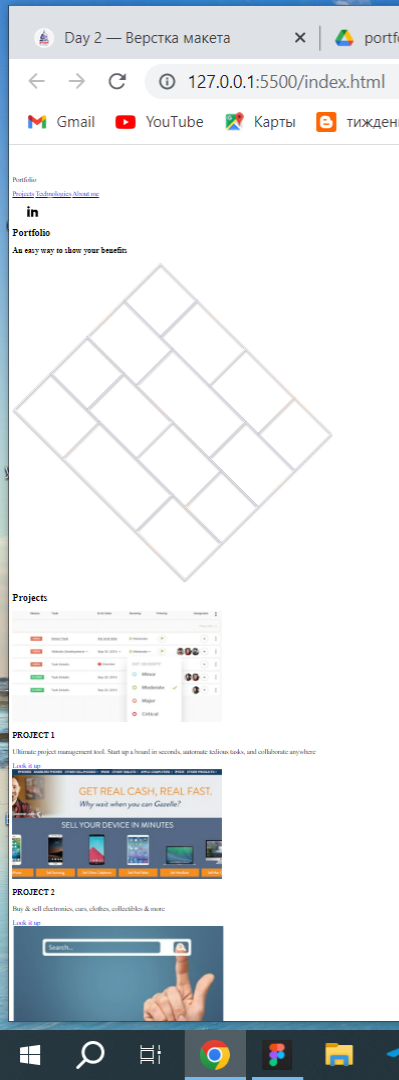 Day 2 — Верстка макета
portfo
127.0.0.1:5500/index.html
Gmail
YouTube
Карты
тижден
Portfolio
Projects Technologies About me
in
Portfolio
An easy way to show your benefits
Projects
Minor
Moderate
Major
Critical
PROJECT 1
Ultimate project management tool. Start up a board in seconds, automate tedious tasks, and collaborate anywhere
Look it up
GET REAL CASH, REAL FAST.
Why wait when you can Gazelle?
SELL YOUR DEVICE IN MINUTES
PROJECT 2
Buy & sell electronics, cars, clothes, collectibles & more
Look it up
Search...